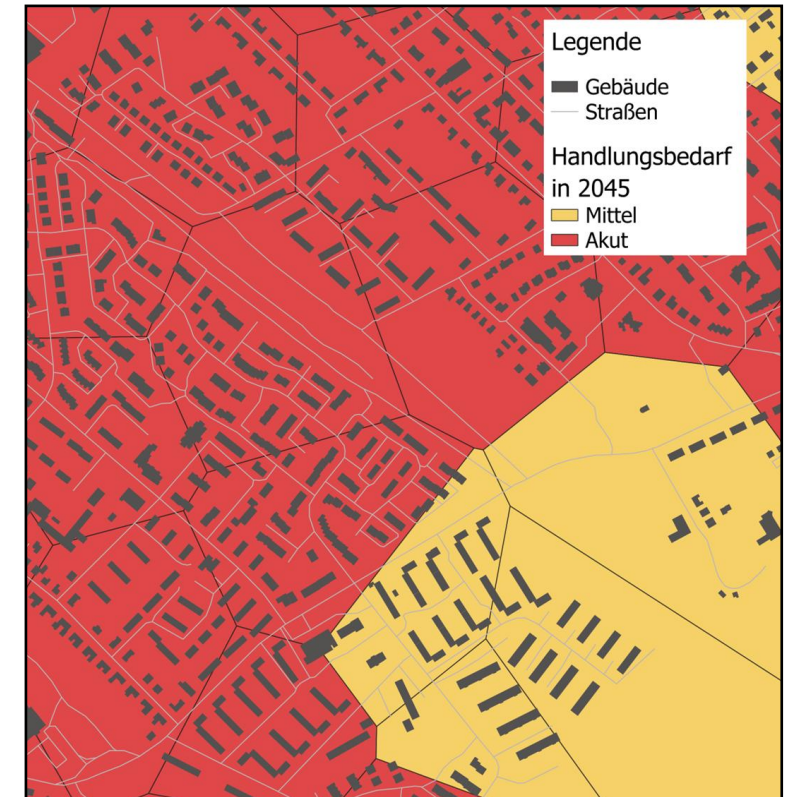 Legende
Gebäude
Straßen
Handlungsbedarf
in 2045
Mittel
Akut